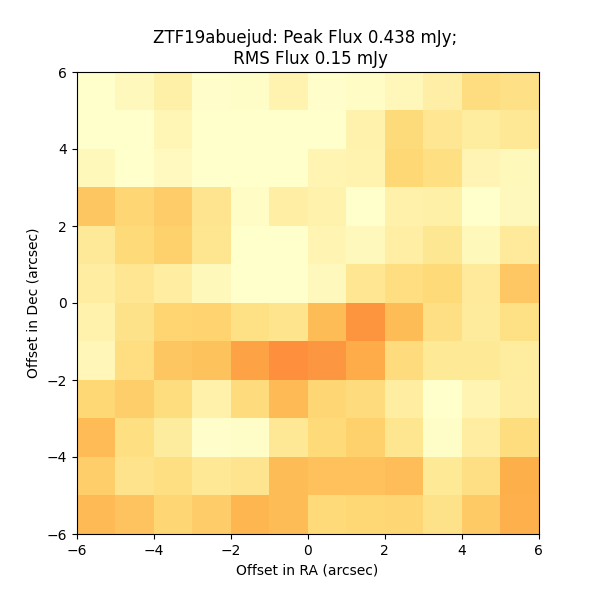 ZTF19abuejud: Peak Flux 0.438 mJy;
RMS Flux 0.15 mJy
6
4
2
0
−2
−4
−6
Offset in Dec (arcsec)
−6 −4 −2 0 2 4 6
Offset in RA (arcsec)